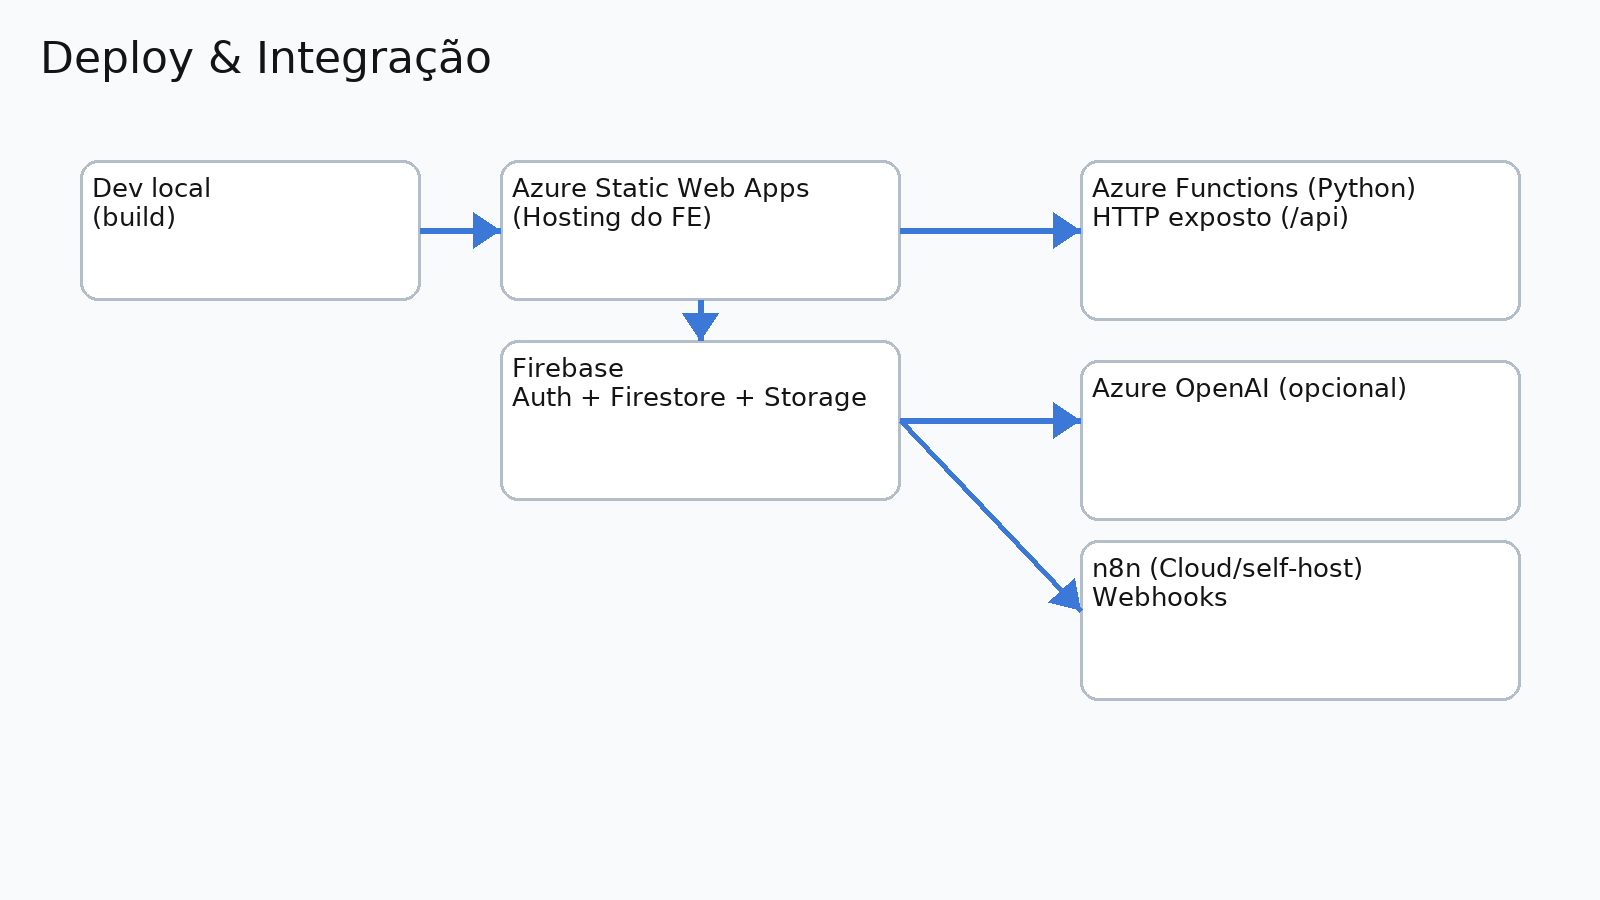 Deploy & Integração
Dev local
(build)
Azure Static Web Apps
(Hosting do FE)
Azure Functions (Python)
HTTP exposto (/api)
Firebase
Auth + Firestore + Storage
Azure OpenAI (opcional)
n8n (Cloud/self-host)
Webhooks